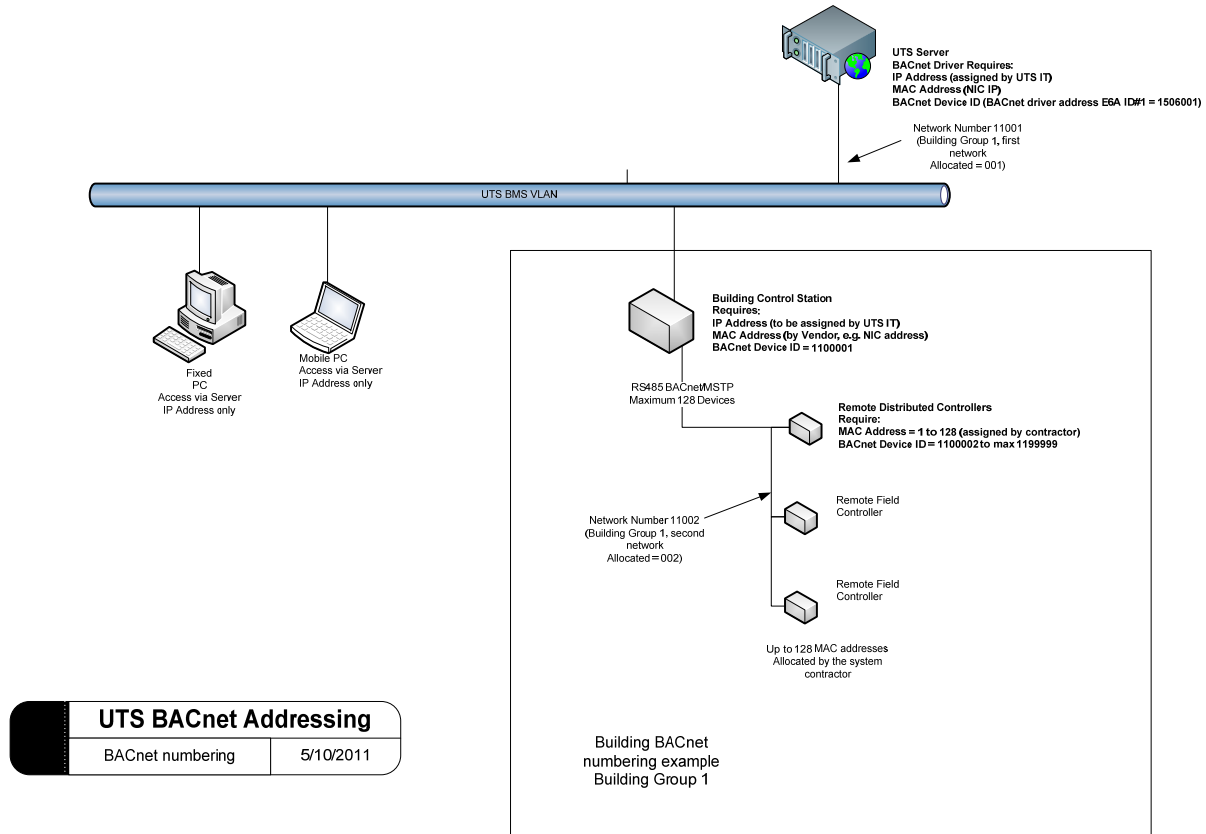 UTS Server
BACnet Driver Requires:
IP Address (assigned by UTS IT)
MAC Address (NIC IP)
BACnet Device ID (BACnet driver address E6A ID#1 = 1506001)
Network Number 11001
(Building Group 1, first
network
Allocated = 001)
UTS BMS VLAN
Fixed
PC
Access via Server
IP Address only
Mobile PC
Access via Server
IP Address only
Building Control Station
Requires:
IP Address (to be assigned by UTS IT)
MAC Address (by Vendor, e.g. NIC address)
BACnet Device ID = 1100001
RS485 BACnet/MSTP
Maximum 128 Devices
Remote Distributed Controllers
Require:
MAC Address = 1 to 128 (assigned by contractor)
BACnet Device ID = 1100002 to max 1199999
Network Number 11002
(Building Group 1, second
network
Allocated = 002)
Remote Field
Controller
Remote Field
Controller
Up to 128 MAC addresses
Allocated by the system
contractor
Building BACnet
numbering example
Building Group 1
UTS BACnet Addressing
BACnet numbering
5/10/2011